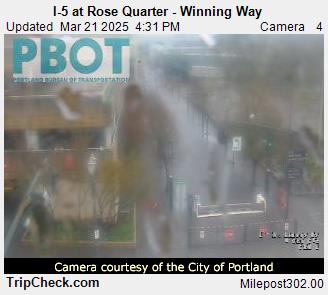 I-5 at Rose Quarter - Winning Way
Updated Mar 21 2025 4:31 PM Camera 4
PBOT
PORTLAND BUREAU OF TRANSPORTATION
Camera courtesy of the City of Portland
TripCheck.com Milepost302.00